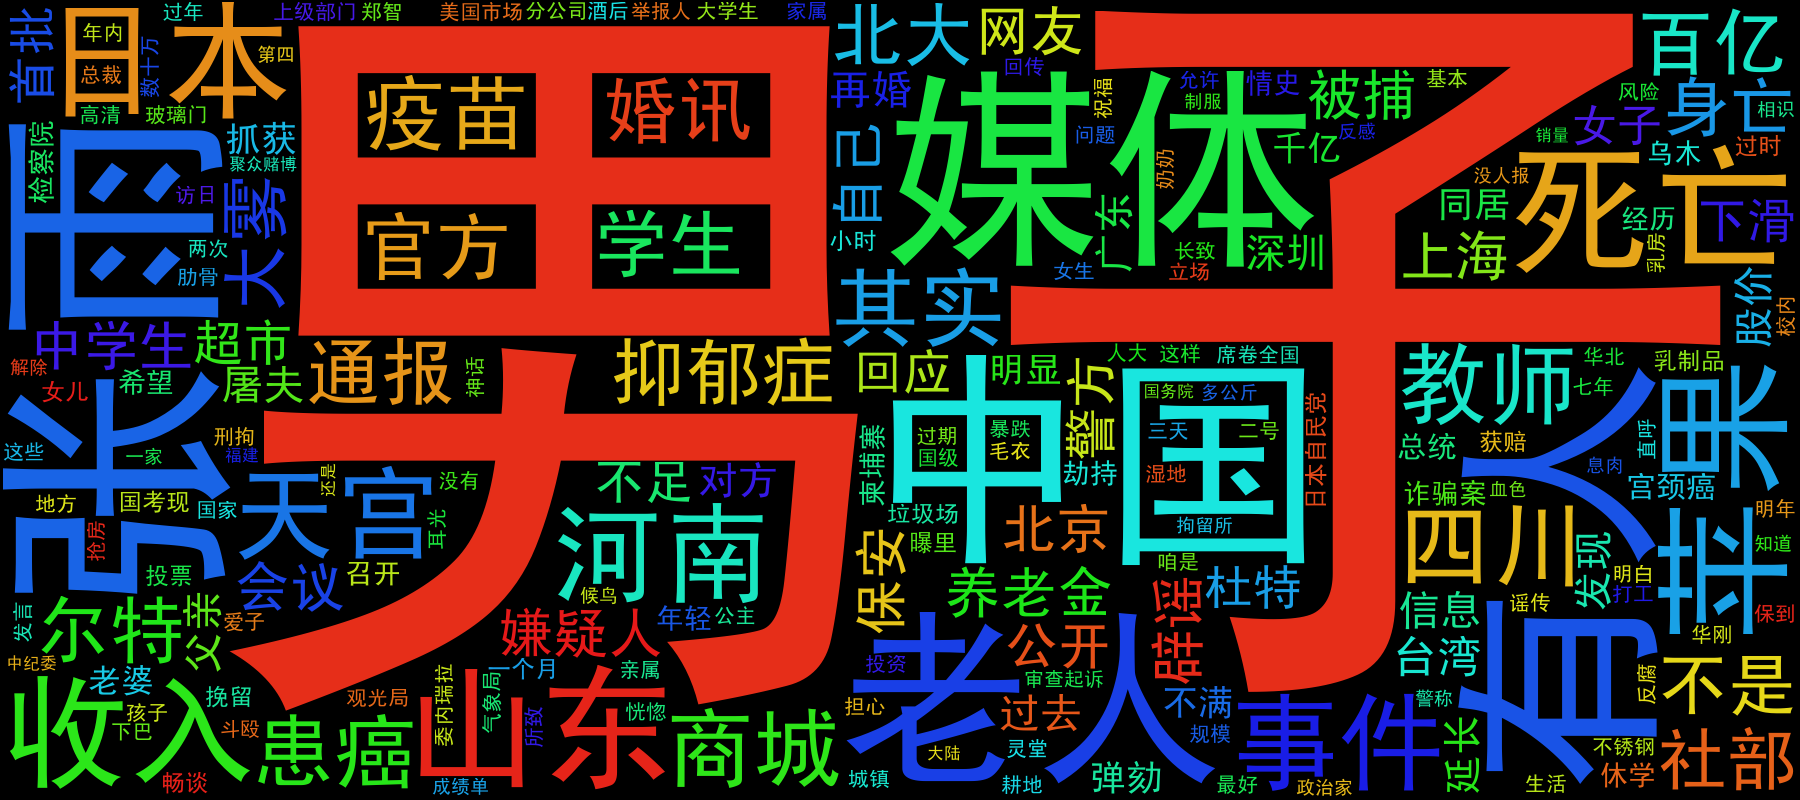 男子
媒体
中国
雨
张
日本
死亡
老人
有人
苹果
山东
河南
收入
天宫
四川
教师
事件
疫苗
婚讯
官方
学生
通报
抑郁症
其实
北大
网友
百亿
身亡
女子
被捕
再婚
自己
首批
大雾
抓获
检察院
中学生
超市
屠夫
希望
尔特
会议
召开
父亲
老婆
患癌
商城
嫌疑人
不足
对方
回应
明显
警方
柬埔寨
北京
保安
养老金
杜特
辟谣
公开
过去
不满
弹劾
上海
深圳
广东
千亿
同居
经历
下滑
股价
乌木
过时
总统
获赔
诈骗案
宫颈癌
发现
信息
台湾
不是
社部
延长
休学
反腐
不锈钢
生活
政治家
最好
规模
警称
审查起诉
灵堂
耕地
大陆
城镇
担心
投资
过年
上级部门
郑智
美国市场
分公司
酒后
举报人
大学生
家属
年内
总裁
高清
数十万
第四
玻璃门
聚众赌博
访日
两次
肋骨
解除
女儿
这些
一家
刑拘
福建
还是
没有
地方
国考现
国家
抢房
耳光
神话
投票
发言
中纪委
爱子
挽留
孩子
下巴
斗殴
畅谈
观光局
成绩单
委内瑞拉
气象局
一个月
所致
亲属
恍惚
年轻
公主
候鸟
回传
允许
制服
情史
祝福
基本
问题
反感
奶奶
小时
女生
长致
立场
风险
相识
销量
没人报
乳房
校内
人大
这样
席卷全国
国务院
多公斤
三天
二号
日本自民党
湿地
拘留所
过期
国级
暴跌
毛衣
劫持
垃圾场
曝里
咱是
华北
七年
乳制品
直呼
息肉
血色
明年
知道
明白
打工
谣传
保到
华刚